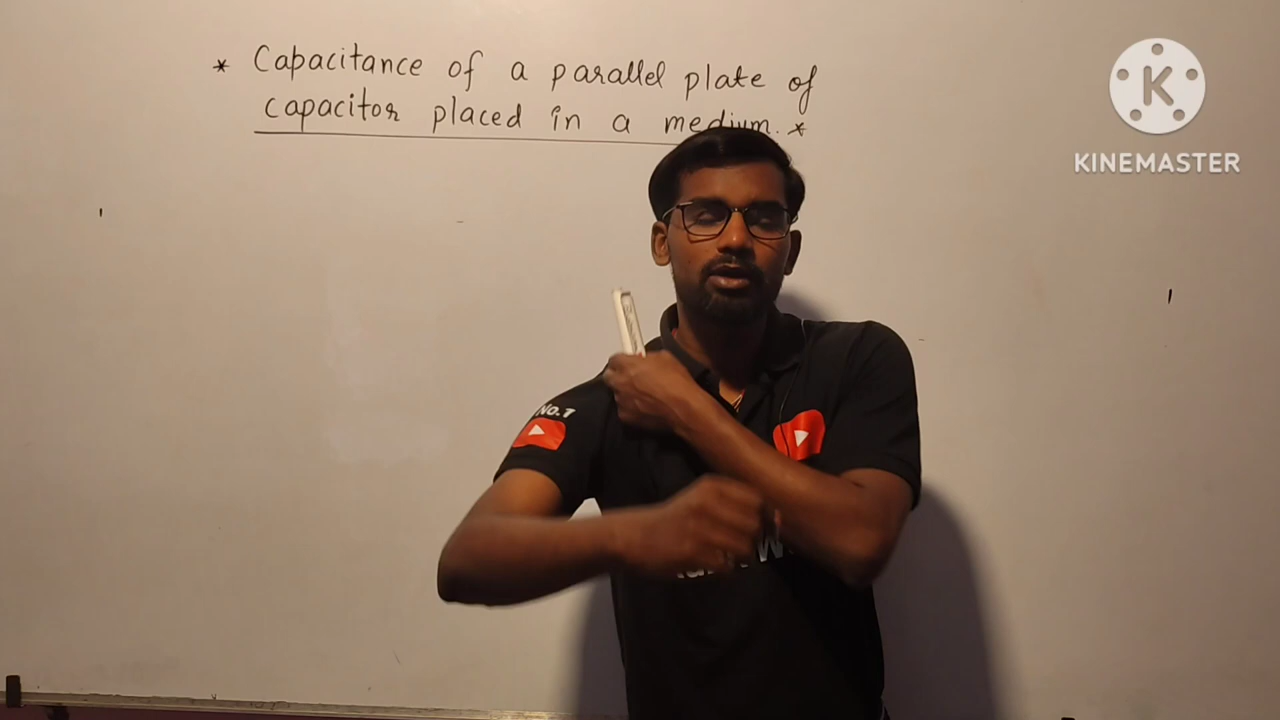 * Capacitance of a parallel plate of
capacitor placed in a medium. *
KINEMASTER
No.1